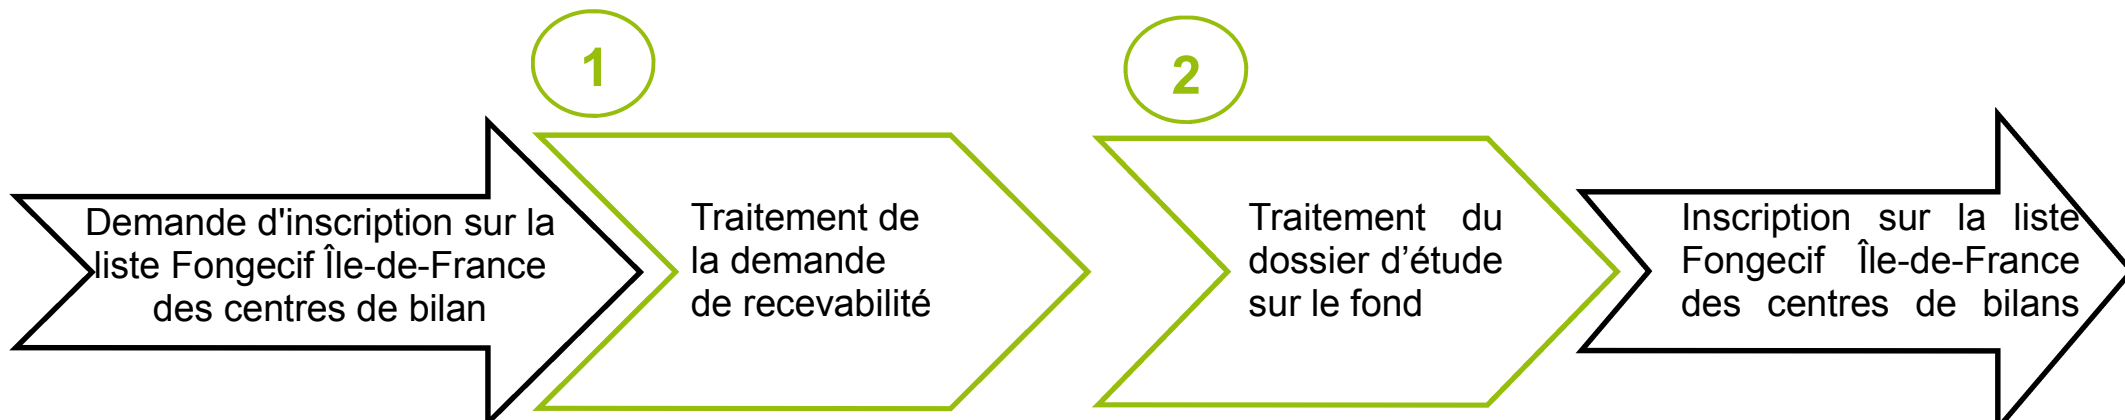 1
2
Demande d'inscription sur la
liste Fongecif Île-de-France
des centres de bilan
Traitement de
la demande
de recevabilité
Traitement du
dossier d’étude
sur le fond
Inscription sur la liste
Fongecif Île-de-France
des centres de bilans